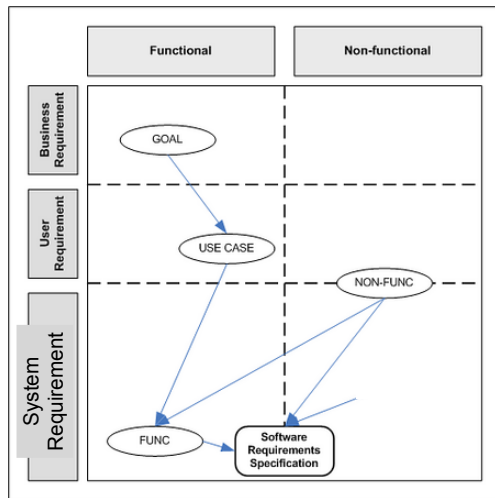 Functional
Non-functional
Business
Requirement
GOAL
User
Requirement
USE CASE
NON-FUNC
System
Requirement
FUNC
Software
Requirements
Specification